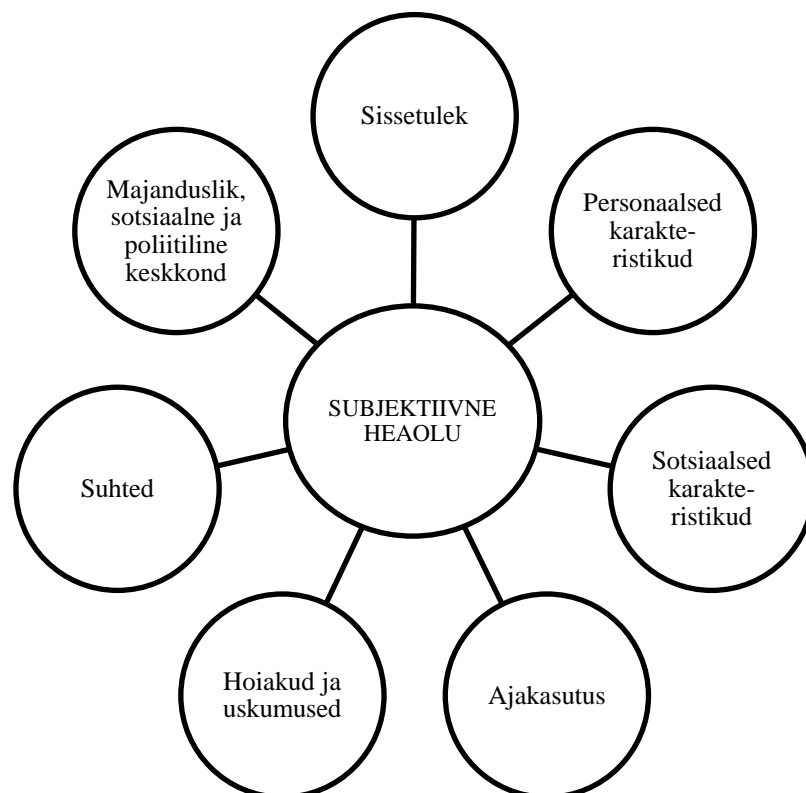 Sissetulek
Majanduslik,
sotsiaalne ja
poliitiline
keskkond
Personaalsed
karakte-
ristikud
SUBJEKTIIVNE
HEAOLU
Suhted
Sotsiaalsed
karakte-
ristikud
Hoiakud ja
uskumused
Ajakasutus